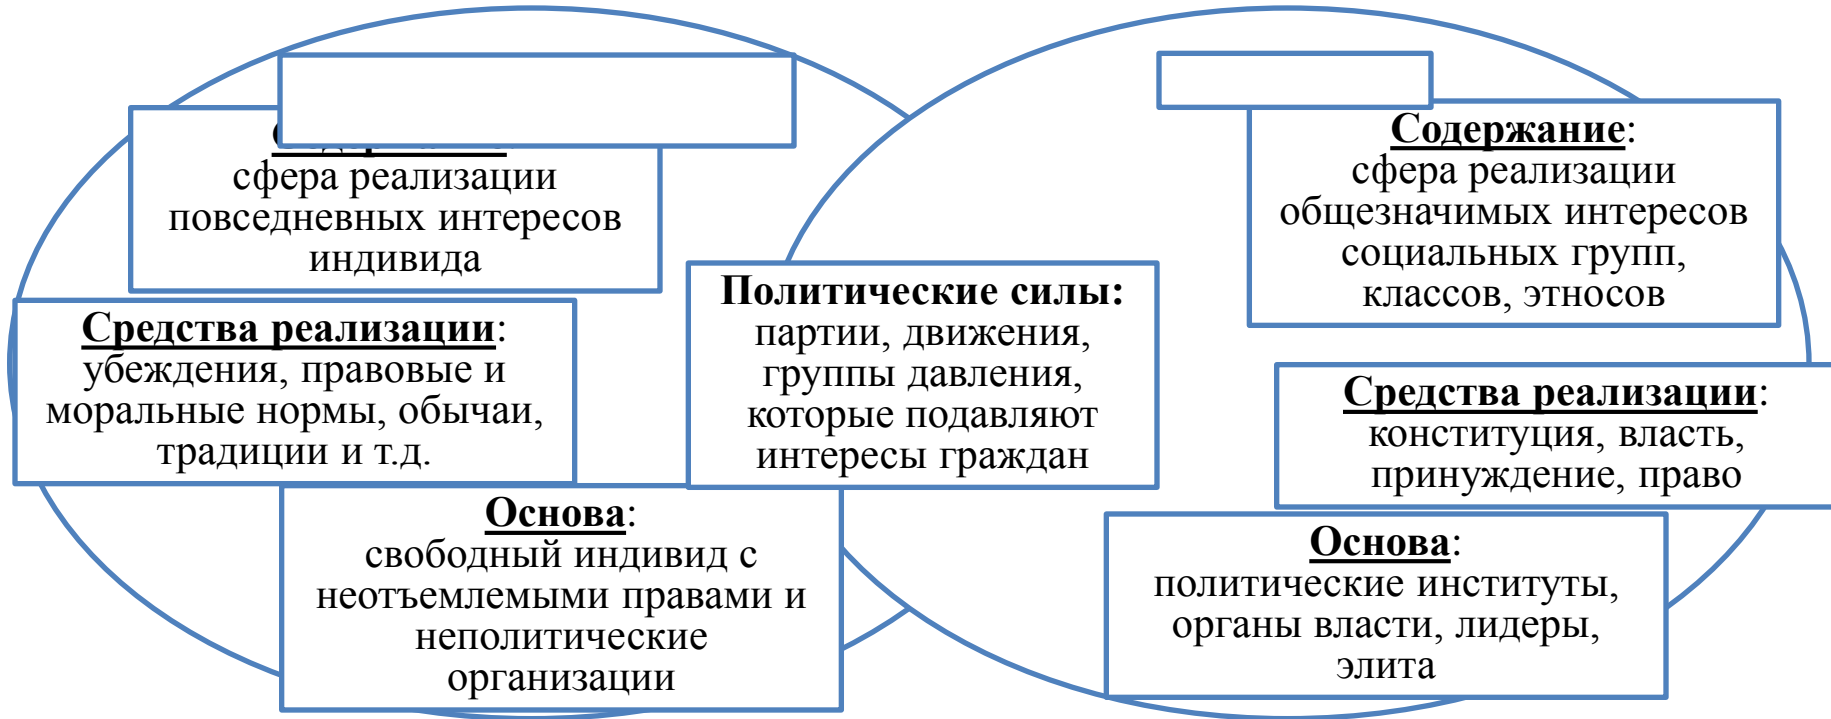 сфера реализации
повседневных интересов
индивида
Средства реализации:
убеждения, правовые и
моральные нормы, обычаи,
традиции и т.д.
Основа:
свободный индивид с
неотъемлемыми правами и
неполитические
организации
Политические силы:
партии, движения,
группы давления,
которые подавляют
интересы граждан
Содержание:
сфера реализации
общезначимых интересов
социальных групп,
классов, этносов
Средства реализации:
конституция, власть,
принуждение, право
Основа:
политические институты,
органы власти, лидеры,
элита